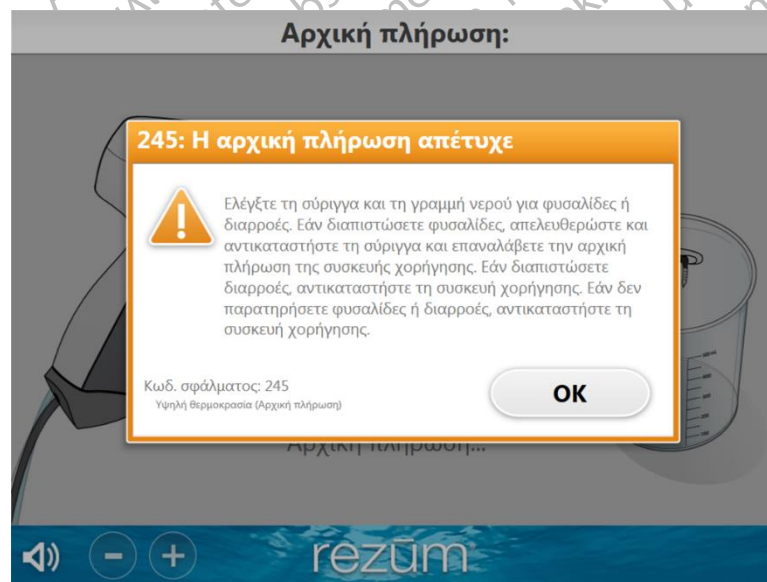 Αρχική πλήρωση:
245: Η αρχική πλήρωση απέτυχε
Ελέγξτε τη σύριγγα και τη γραμμή νερού για φυσαλίδες ή
διαρροές. Εάν διαπιστώσετε φυσαλίδες, απελευθερώστε και
αντικαταστήστε τη σύριγγα και επαναλάβετε την αρχική
πλήρωση της συσκευής χορήγησης. Εάν διαπιστώσετε
διαρροές, αντικαταστήστε τη συσκευή χορήγησης. Εάν δεν
παρατηρήσετε φυσαλίδες ή διαρροές, αντικαταστήστε τη
συσκευή χορήγησης.
Κωδ. σφάλματος: 245
Υψηλή θερμοκρασία (Αρχική πλήρωση)
OK
Αρχική πλήρωση...
rezūm